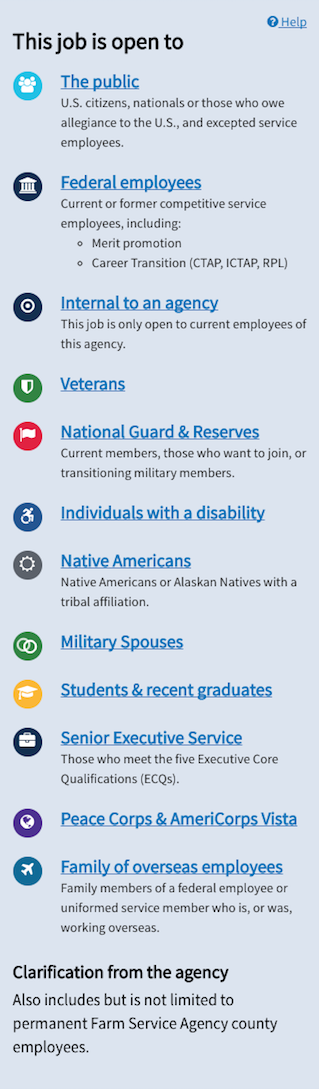 Help
This job is open to
The public
U.S. citizens, nationals or those who owe
allegiance to the U.S., and excepted service
employees.
Federal employees
Current or former competitive service
employees, including:
Merit promotion
Career Transition (CTAP, ICTAP, RPL)
Internal to an agency
This job is only open to current employees of
this agency.
Veterans
National Guard & Reserves
Current members, those who want to join, or
transitioning military members.
Individuals with a disability
Native Americans
Native Americans or Alaskan Natives with a
tribal affiliation.
Military Spouses
Students & recent graduates
Senior Executive Service
Those who meet the five Executive Core
Qualifications (ECQs).
Peace Corps & AmeriCorps Vista
Family of overseas employees
Family members of a federal employee or
uniformed service member who is, or was,
working overseas.
Clarification from the agency
Also includes but is not limited to
permanent Farm Service Agency county
employees.